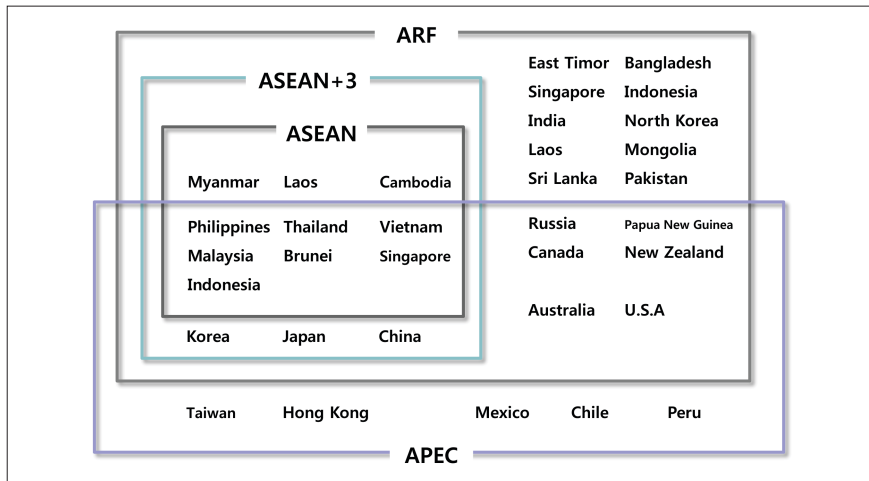 ARF
East Timor Bangladesh
ASEAN+3
Singapore Indonesia
India North Korea
ASEAN
Laos Mongolia
Myanmar Laos Cambodia
Sri Lanka Pakistan
Philippines Thailand Vietnam
Russia Papua New Guinea
Malaysia Brunei Singapore
Canada New Zealand
Indonesia
Australia U.S.A
Korea Japan China
Taiwan Hong Kong Mexico Chile Peru
APEC